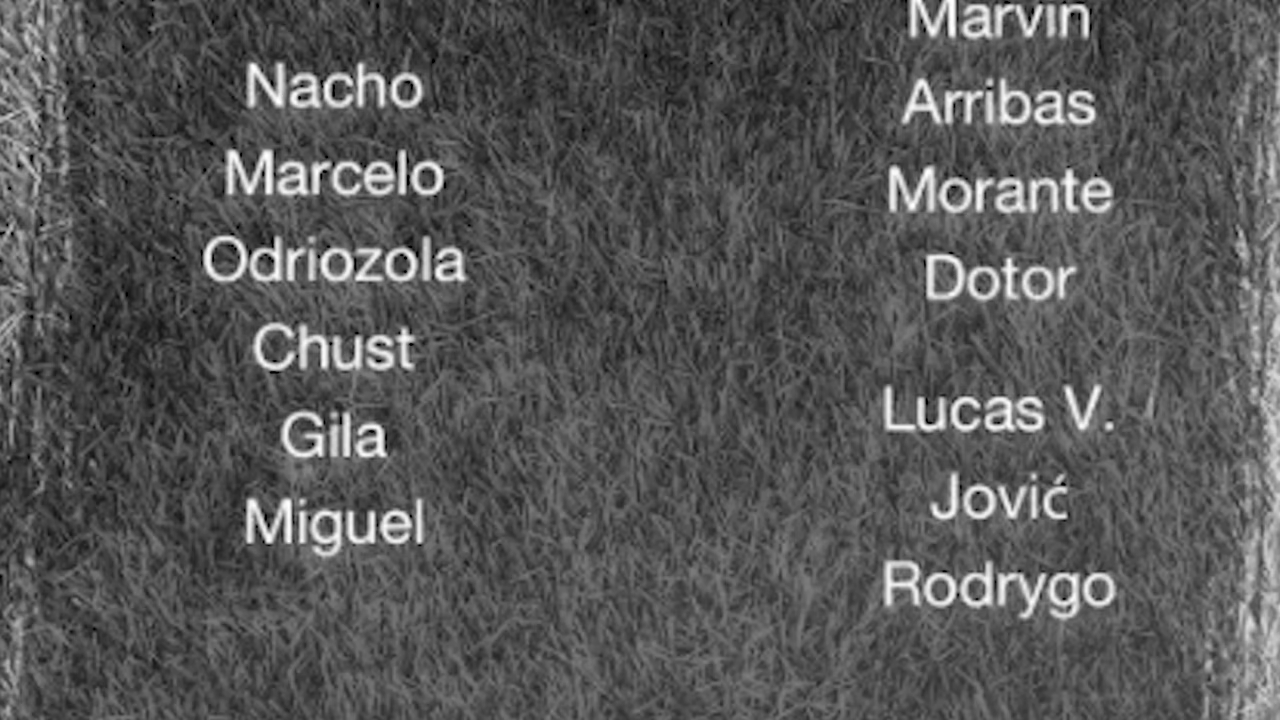 Nacho
Marcelo
Odriozola
Chust
Gila
Miguel
Marvin
Arribas
Morante
Dotor
Lucas V.
Jović
Rodrygo